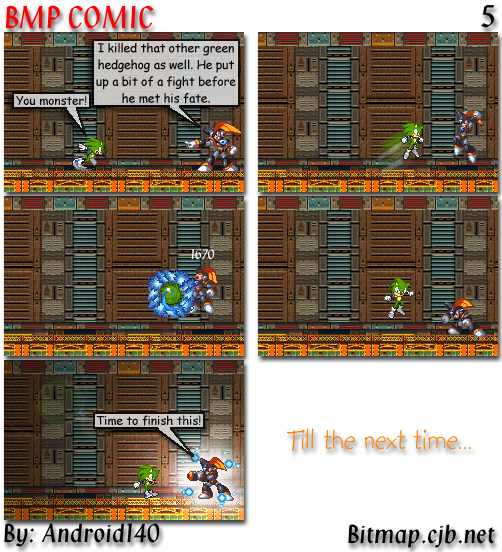 BMP COMIC
5
I killed that other green
hedgehog as well. He put
up a bit of a fight before
he met his fate.
You monster!
1670
Time to finish this!
Till the next time...
By: Android140
Bitmap.cjb.net